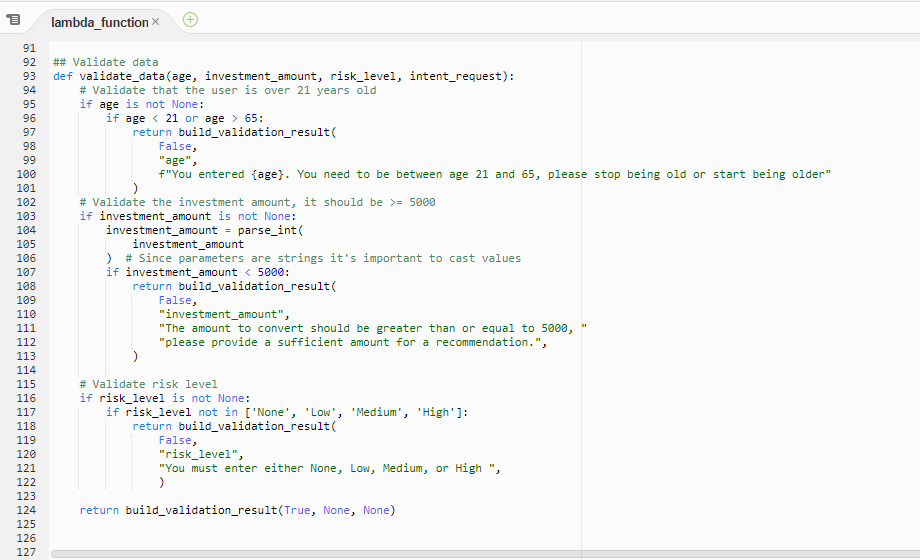 lambda_function ×
91
92 ## Validate data
93 def validate_data(age, investment_amount, risk_level, intent_request):
94     # Validate that the user is over 21 years old
95     if age is not None:
96         if age < 21 or age > 65:
97             return build_validation_result(
98                 False,
99                 "age",
100                 f"You entered {age}. You need to be between age 21 and 65, please stop being old or start being older"
101             )
102     # Validate the investment amount, it should be >= 5000
103     if investment_amount is not None:
104         investment_amount = parse_int(
105             investment_amount
106         )  # Since parameters are strings it's important to cast values
107         if investment_amount < 5000:
108             return build_validation_result(
109                 False,
110                 "investment_amount",
111                 "The amount to convert should be greater than or equal to 5000, "
112                 "please provide a sufficient amount for a recommendation.",
113             )
114
115     # Validate risk level
116     if risk_level is not None:
117         if risk_level not in ['None', 'Low', 'Medium', 'High']:
118             return build_validation_result(
119                 False,
120                 "risk_level",
121                 "You must enter either None, Low, Medium, or High ",
122                 )
123
124     return build_validation_result(True, None, None)
125
126
127